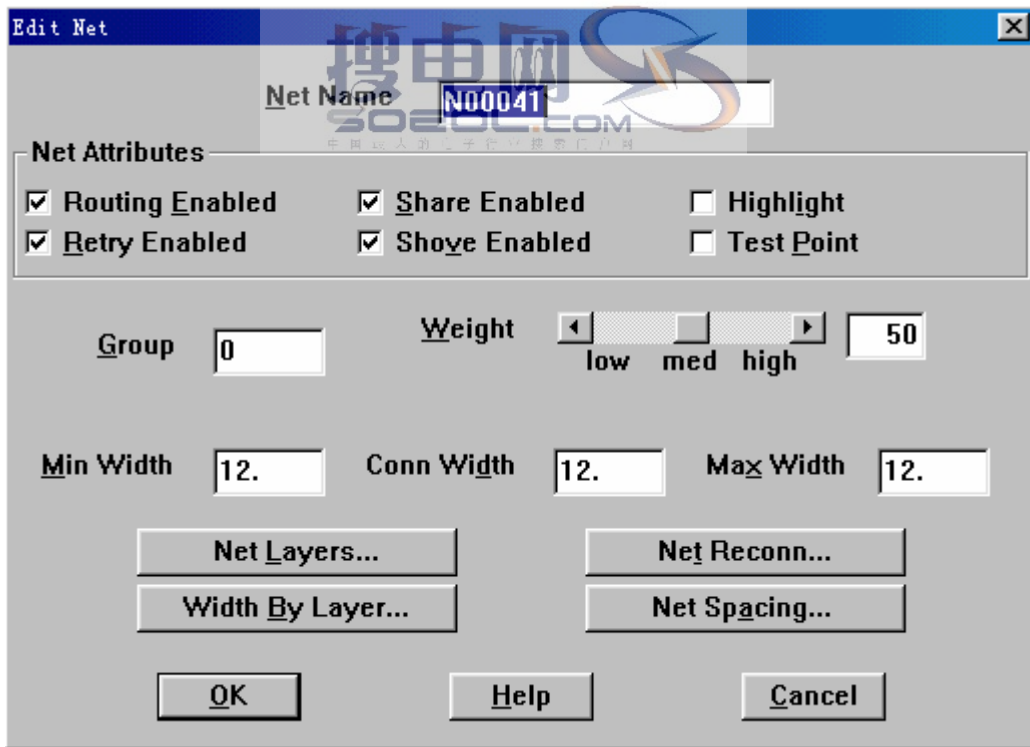 Edit Net
搜电网
SOEOC.COM
Net Name N00041
Net Attributes
Routing Enabled Share Enabled Highlight
Retry Enabled Shove Enabled Test Point
Group 0 Weight 50
low med high
Min Width 12. Conn Width 12. Max Width 12.
Net Layers... Net Reconn...
Width By Layer... Net Spacing...
OK Help Cancel